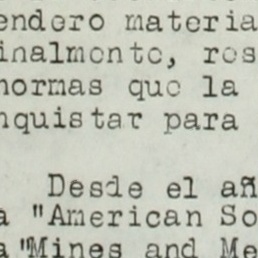 endero materia
inalmente, res
normas que la
nquistar para
Desde el añ
a "American So
a "Mines and Me